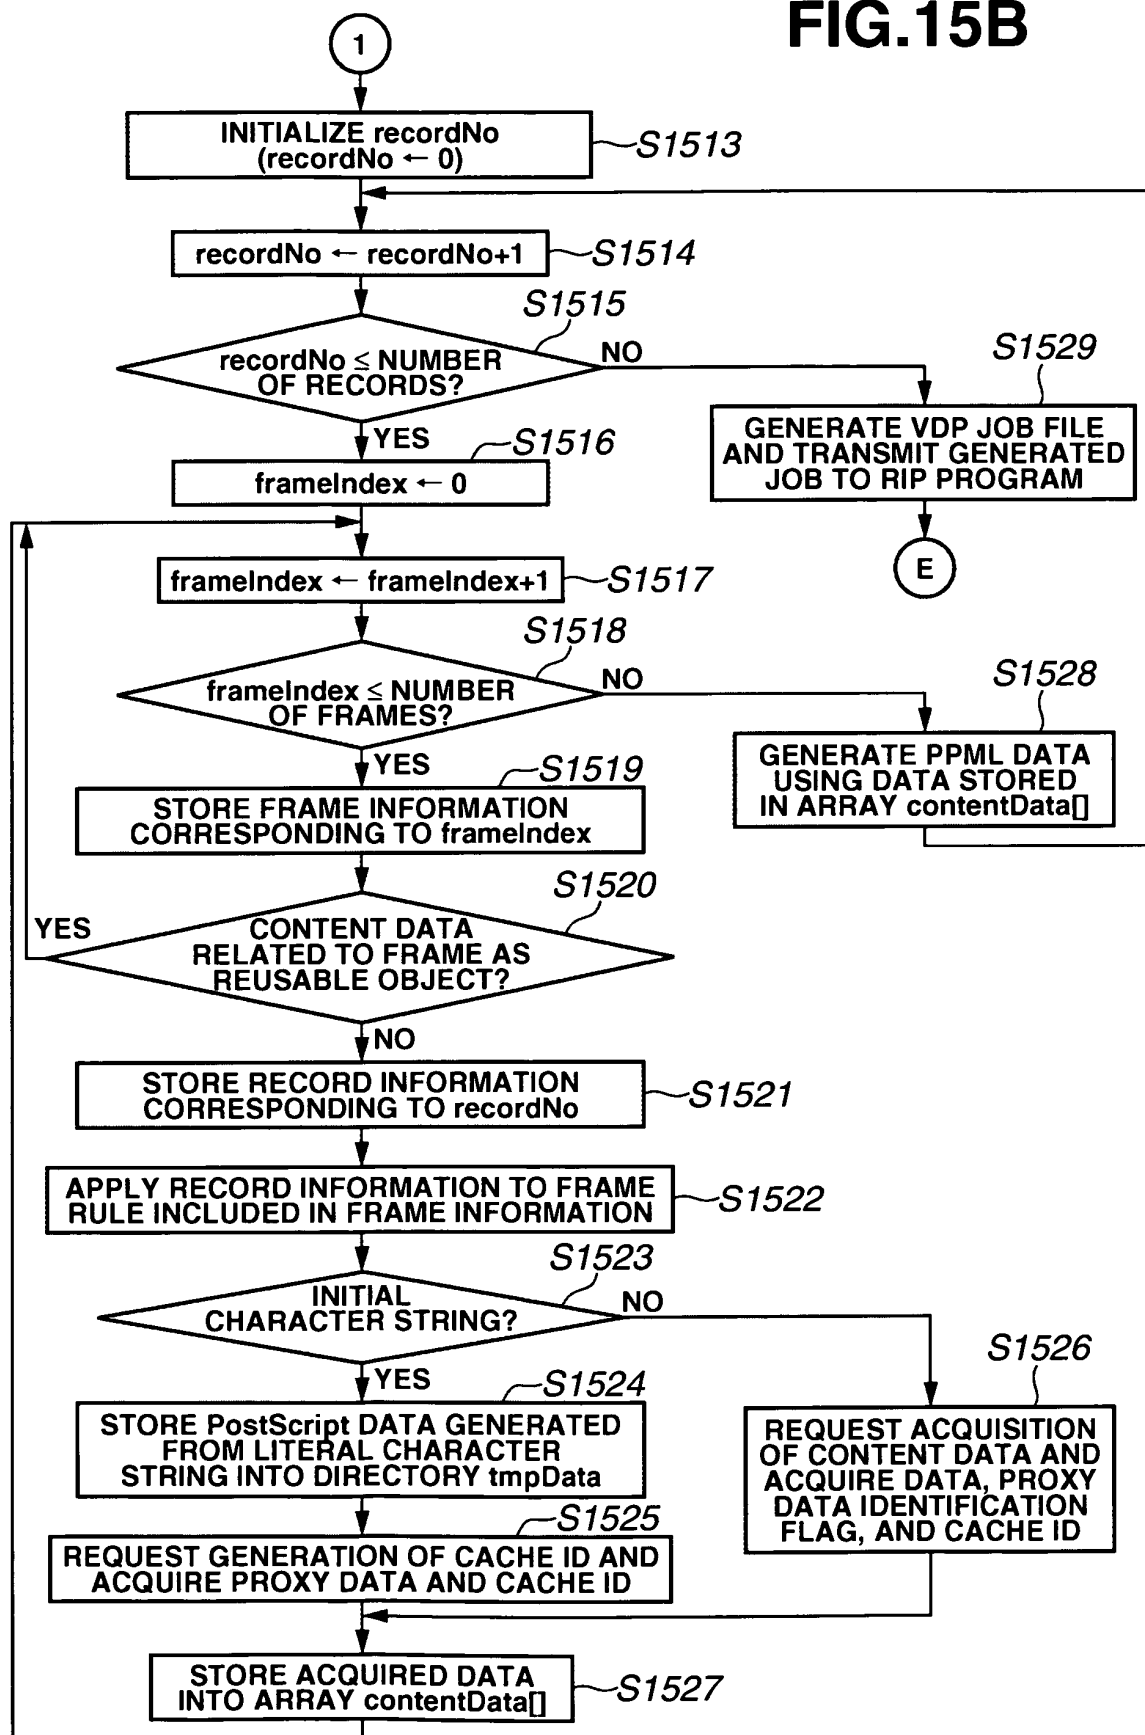 FIG.15B
1
INITIALIZE recordNo
(recordNo ← 0)
S1513
recordNo ← recordNo+1
S1514
S1515
recordNo ≤ NUMBER
OF RECORDS?
NO
YES
S1529
GENERATE VDP JOB FILE
AND TRANSMIT GENERATED
JOB TO RIP PROGRAM
E
S1516
frameIndex ← 0
frameIndex ← frameIndex+1
S1517
S1518
frameIndex ≤ NUMBER
OF FRAMES?
NO
YES
S1528
GENERATE PPML DATA
USING DATA STORED
IN ARRAY contentData[]
S1519
STORE FRAME INFORMATION
CORRESPONDING TO frameIndex
S1520
YES
CONTENT DATA
RELATED TO FRAME AS
REUSABLE OBJECT?
NO
STORE RECORD INFORMATION
CORRESPONDING TO recordNo
S1521
APPLY RECORD INFORMATION TO FRAME
RULE INCLUDED IN FRAME INFORMATION
S1522
S1523
INITIAL
CHARACTER STRING?
NO
YES
S1524
STORE PostScript DATA GENERATED
FROM LITERAL CHARACTER
STRING INTO DIRECTORY tmpData
S1525
REQUEST GENERATION OF CACHE ID AND
ACQUIRE PROXY DATA AND CACHE ID
S1526
REQUEST ACQUISITION
OF CONTENT DATA AND
ACQUIRE DATA, PROXY
DATA IDENTIFICATION
FLAG, AND CACHE ID
STORE ACQUIRED DATA
INTO ARRAY contentData[]
S1527